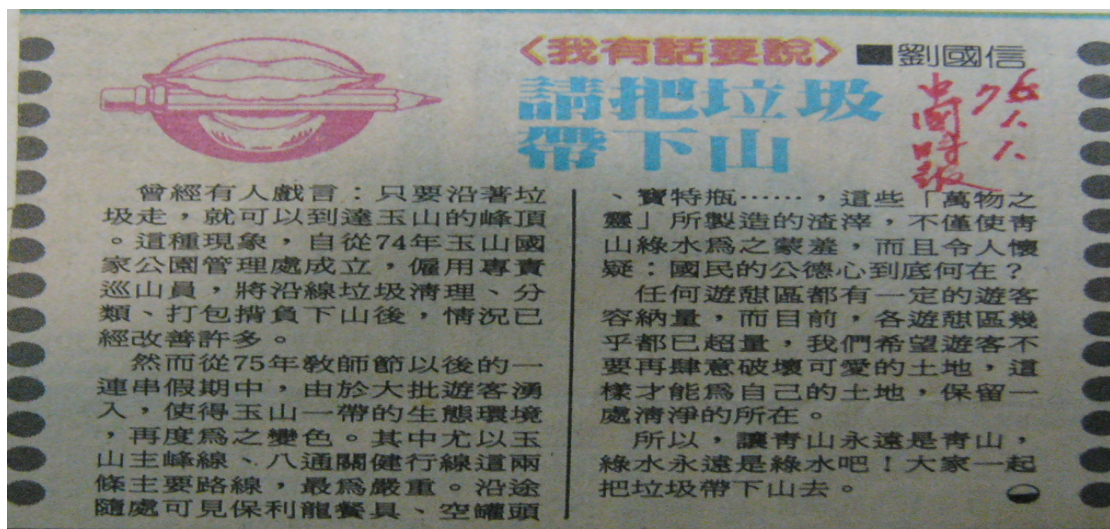 〈我有話要說〉■劉國信
請把垃圾
帶下山
中國時報
76.1.1.
曾經有人戲言：只要沿著垃
圾走，就可以到達玉山的峰頂
。這種現象，自從74年玉山國
家公園管理處成立，僱用專責
巡山員，將沿線垃圾清理、分
類、打包揹負下山後，情況已
經改善許多。
然而從75年教師節以後的一
連串假期中，由於大批遊客湧
入，使得玉山一帶的生態環境
，再度為之變色。其中尤以玉
山主峰線、八通關健行線這兩
條主要路線，最為嚴重。沿途
隨處可見保利龍餐具、空罐頭
、寶特瓶……，這些「萬物之
靈」所製造的渣滓，不僅使青
山綠水為之蒙羞，而且令人懷
疑：國民的公德心到底何在？
任何遊憩區都有一定的遊客
容納量，而目前，各遊憩區幾
乎都已超量，我們希望遊客不
要再肆意破壞可愛的土地，這
樣才能為自己的土地，保留一
處清淨的所在。
所以，讓青山永遠是青山，
綠水永遠是綠水吧！大家一起
把垃圾帶下山去。